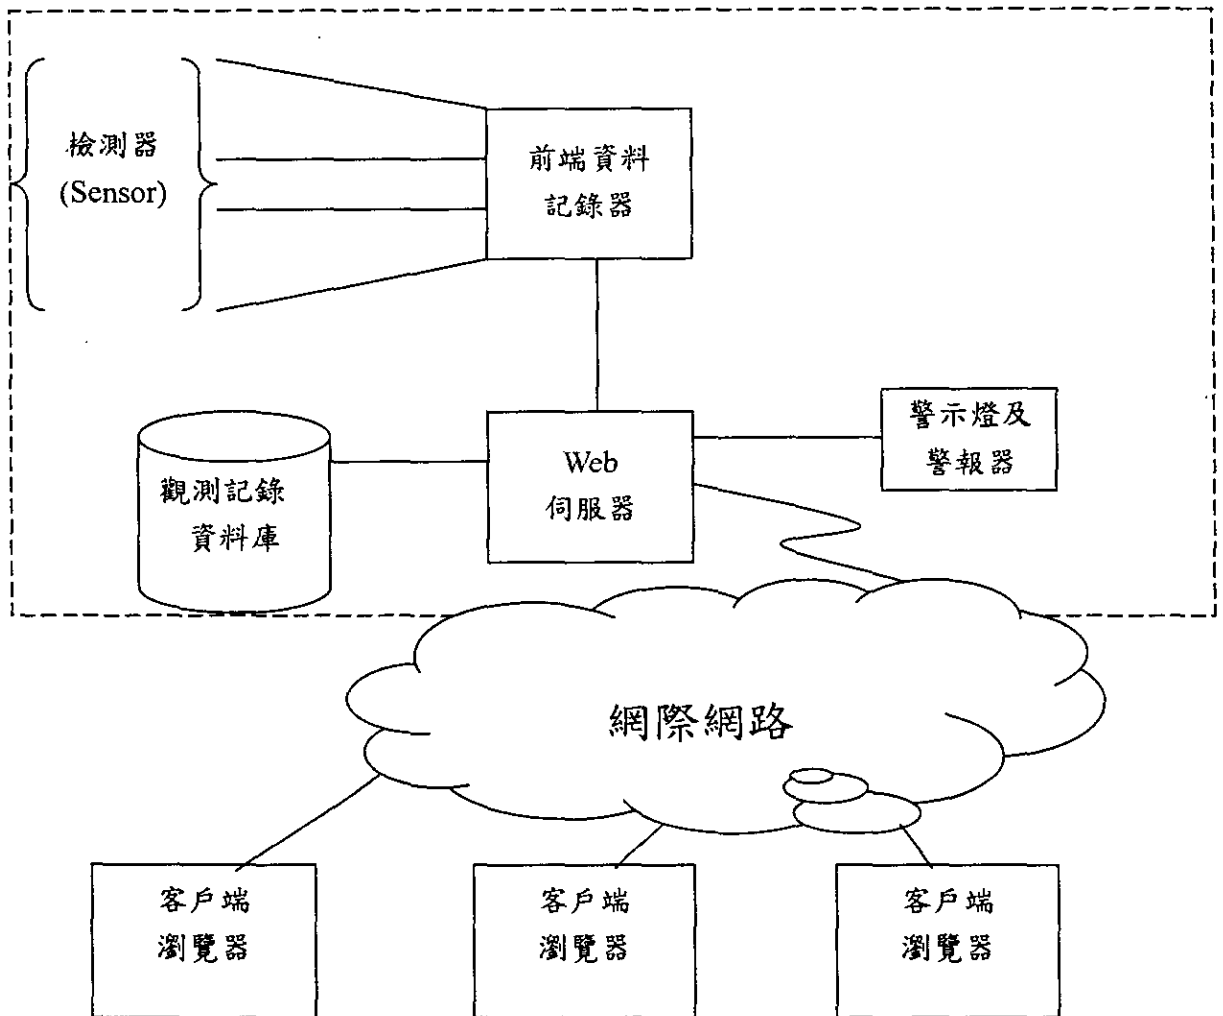 檢測器
(Sensor)
前端資料
記錄器
觀測記錄
資料庫
Web
伺服器
警示燈及
警報器
網際網路
客戶端
瀏覽器
客戶端
瀏覽器
客戶端
瀏覽器